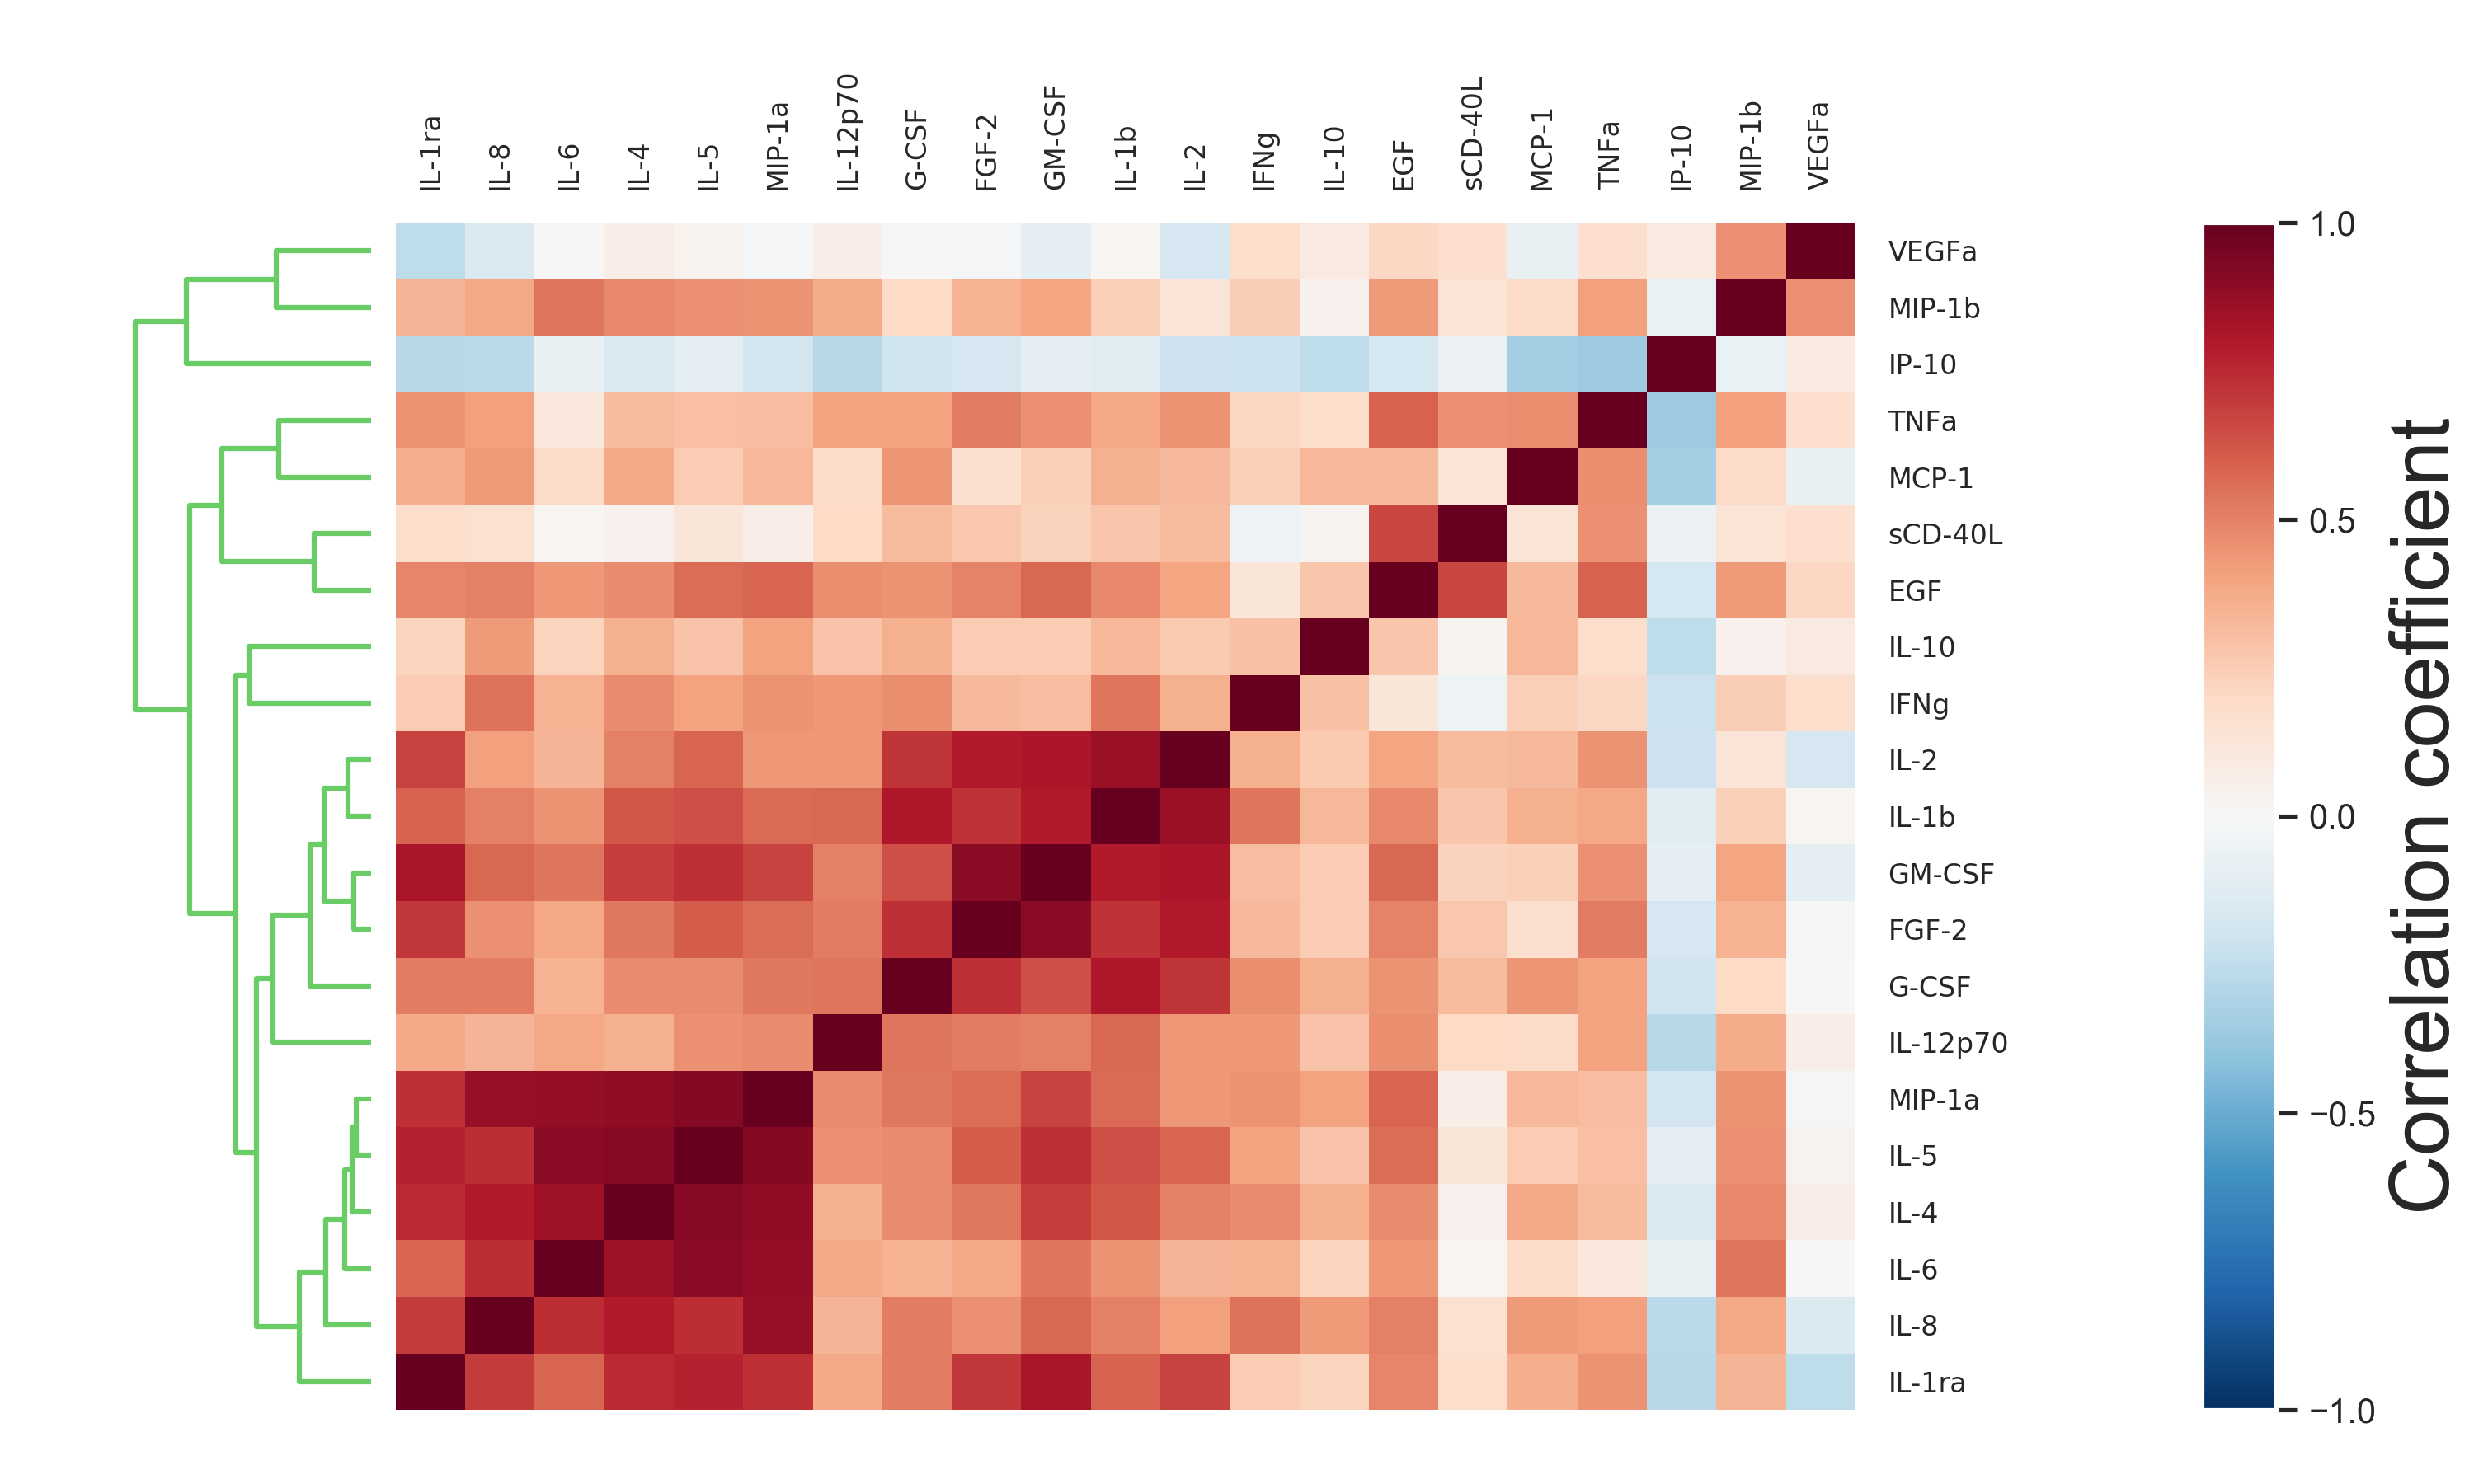 IL-1ra
IL-8
IL-6
IL-4
IL-5
MIP-1a
IL-12p70
G-CSF
FGF-2
GM-CSF
IL-1b
IL-2
IFNg
IL-10
EGF
sCD-40L
MCP-1
TNFa
IP-10
MIP-1b
VEGFa
VEGFa
MIP-1b
IP-10
TNFa
MCP-1
sCD-40L
EGF
IL-10
IFNg
IL-2
IL-1b
GM-CSF
FGF-2
G-CSF
IL-12p70
MIP-1a
IL-5
IL-4
IL-6
IL-8
IL-1ra
1.0
0.5
0.0
−0.5
−1.0
Correlation coefficient